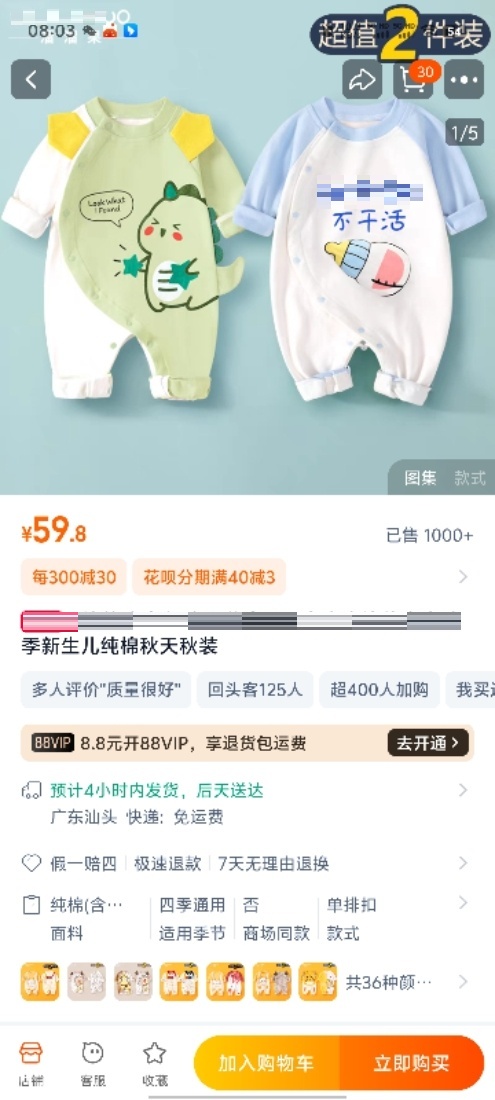 08:03
超值2件装
54
30
1/5
Look What
I Found
不干活
图集 款式
¥59.8
已售 1000+
每300减30
花呗分期满40减3
季新生儿纯棉秋天秋装
多人评价"质量很好"
回头客125人
超400人加购
我买
88VIP 8.8元开88VIP，享退货包运费
去开通
预计4小时内发货，后天送达
广东汕头 快递: 免运费
假一赔四 极速退款 7天无理由退换
纯棉(含… 四季通用 否 单排扣
面料 适用季节 商场同款 款式
共36种颜…
店铺 客服 收藏
加入购物车
立即购买